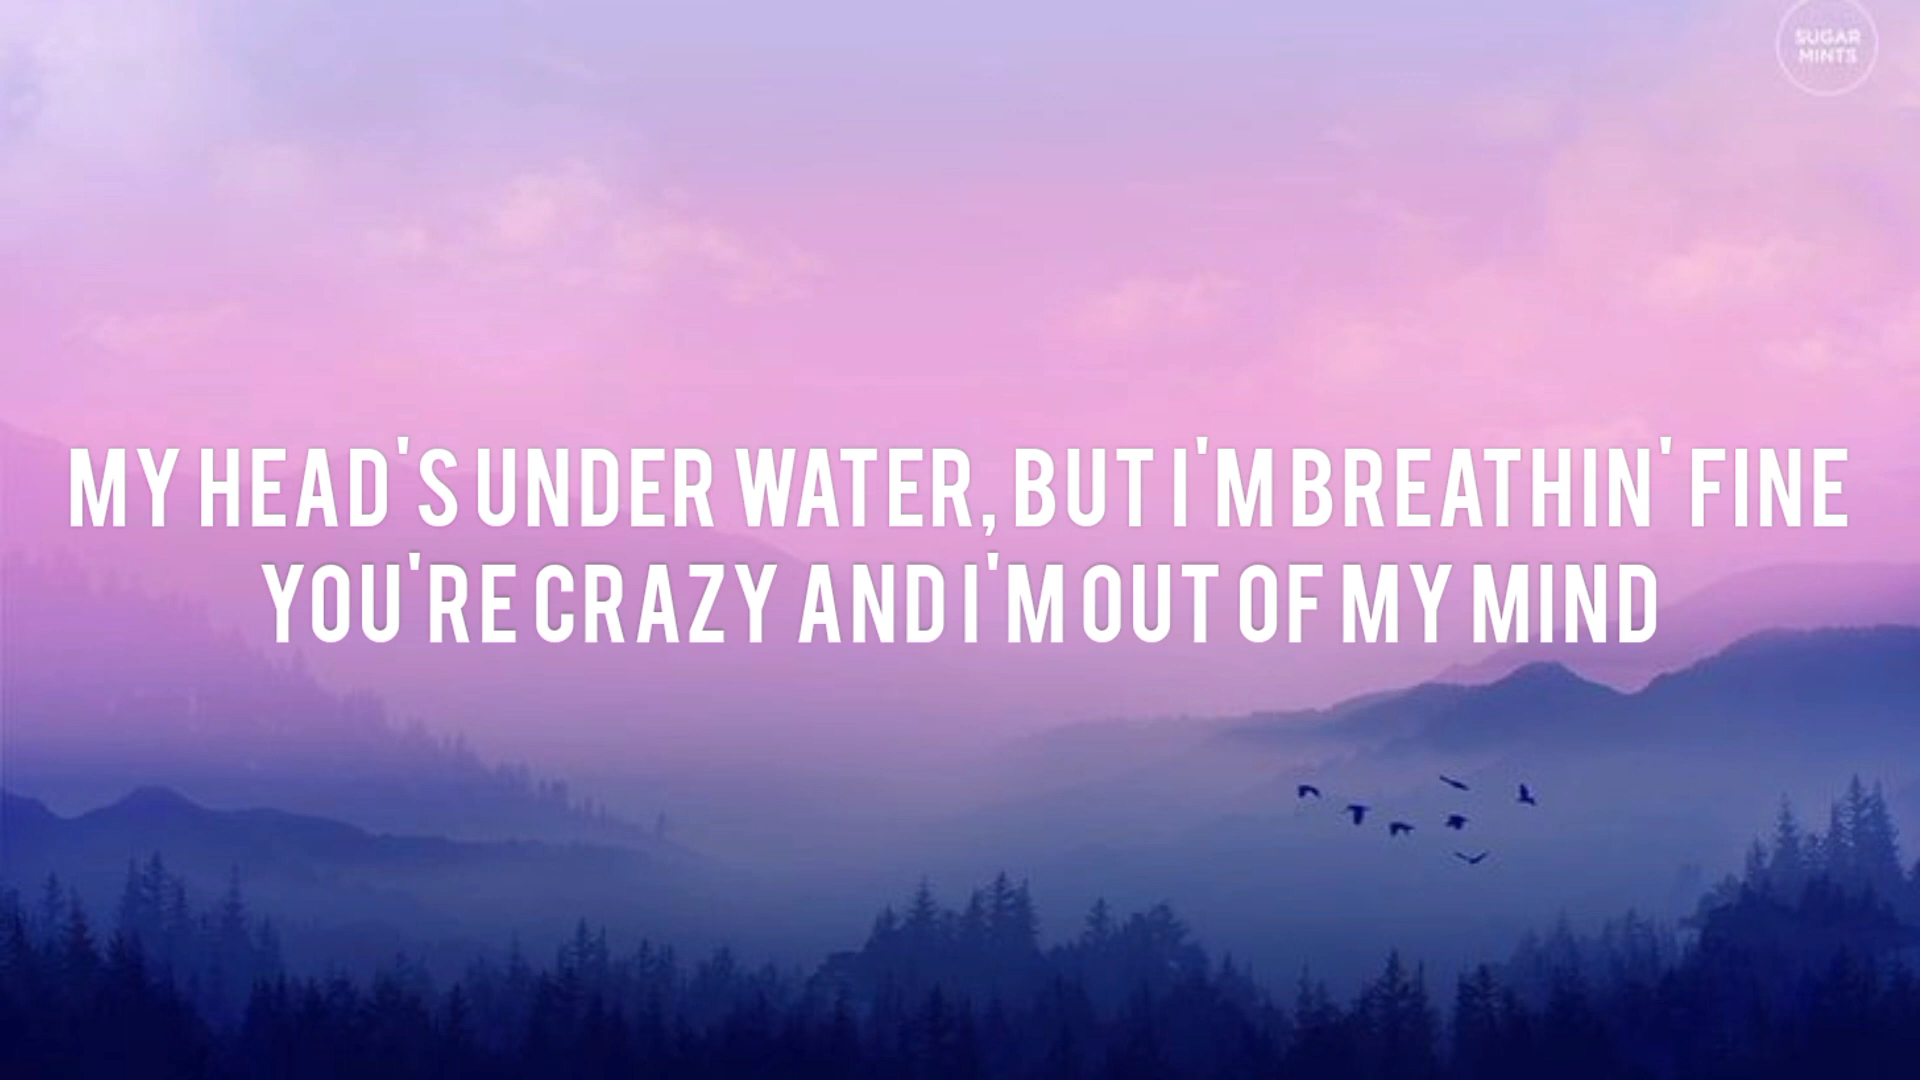 SUGAR
MINTS
MY HEAD'S UNDER WATER, BUT I'M BREATHIN' FINE
YOU'RE CRAZY AND I'M OUT OF MY MIND